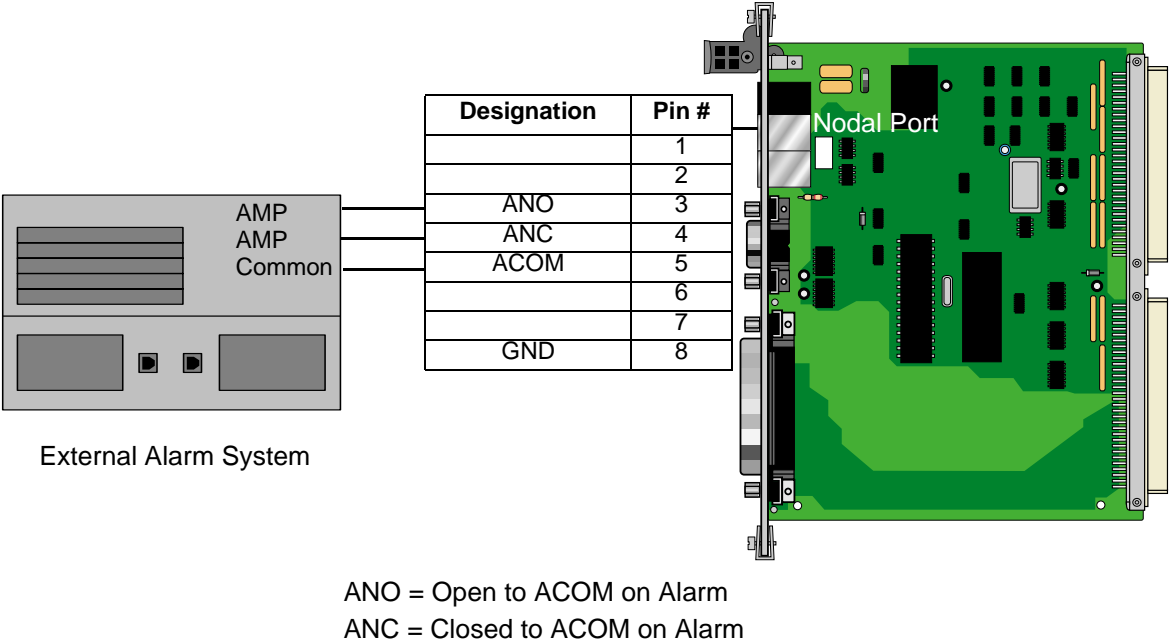 Designation Pin #
1
2
ANO 3
ANC 4
ACOM 5
6
7
GND 8
Nodal Port
AMP
AMP
Common
External Alarm System
ANO = Open to ACOM on Alarm
ANC = Closed to ACOM on Alarm